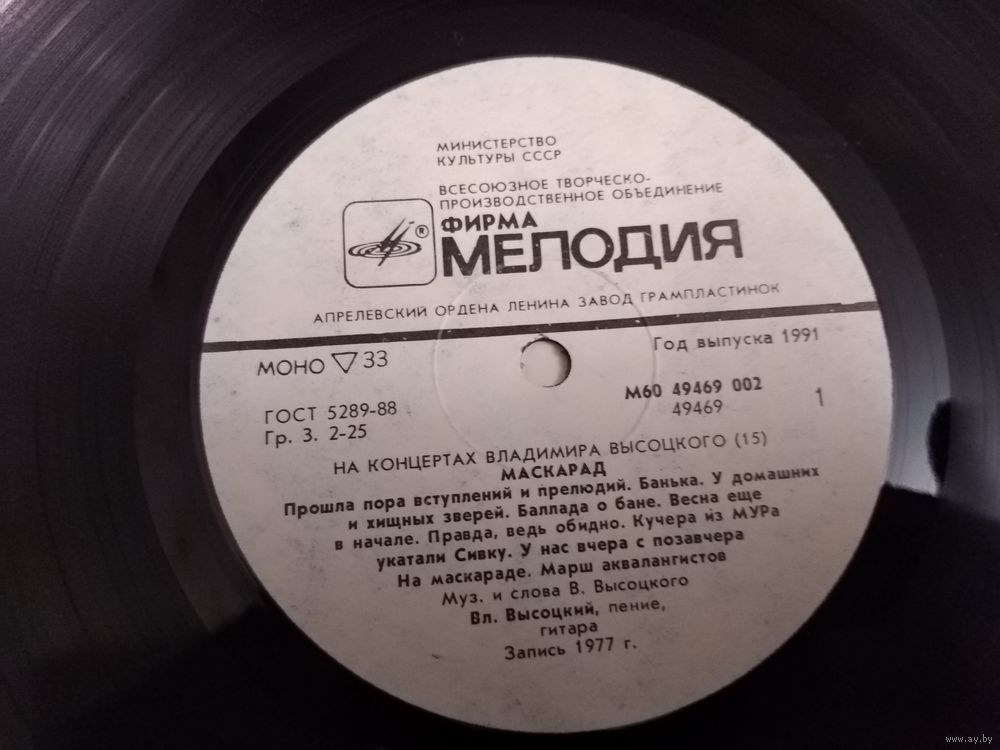 МИНИСТЕРСТВО
КУЛЬТУРЫ СССР
ВСЕСОЮЗНОЕ ТВОРЧЕСКО-
ПРОИЗВОДСТВЕННОЕ ОБЪЕДИНЕНИЕ
®
ФИРМА
МЕЛОДИЯ
АПРЕЛЕВСКИЙ ОРДЕНА ЛЕНИНА ЗАВОД ГРАМПЛАСТИНОК
МОНО ▽ 33
Год выпуска 1991
ГОСТ 5289-88
Гр. 3. 2-25
М60 49469 002
49469
1
НА КОНЦЕРТАХ ВЛАДИМИРА ВЫСОЦКОГО (15)
МАСКАРАД
Прошла пора вступлений и прелюдий. Банька. У домашних
и хищных зверей. Баллада о бане. Весна еще
в начале. Правда, ведь обидно. Кучера из МУРа
укатали Сивку. У нас вчера с позавчера
На маскараде. Марш аквалангистов
Муз. и слова В. Высоцкого
Вл. Высоцкий, пение,
гитара
Запись 1977 г.
www.ay.by